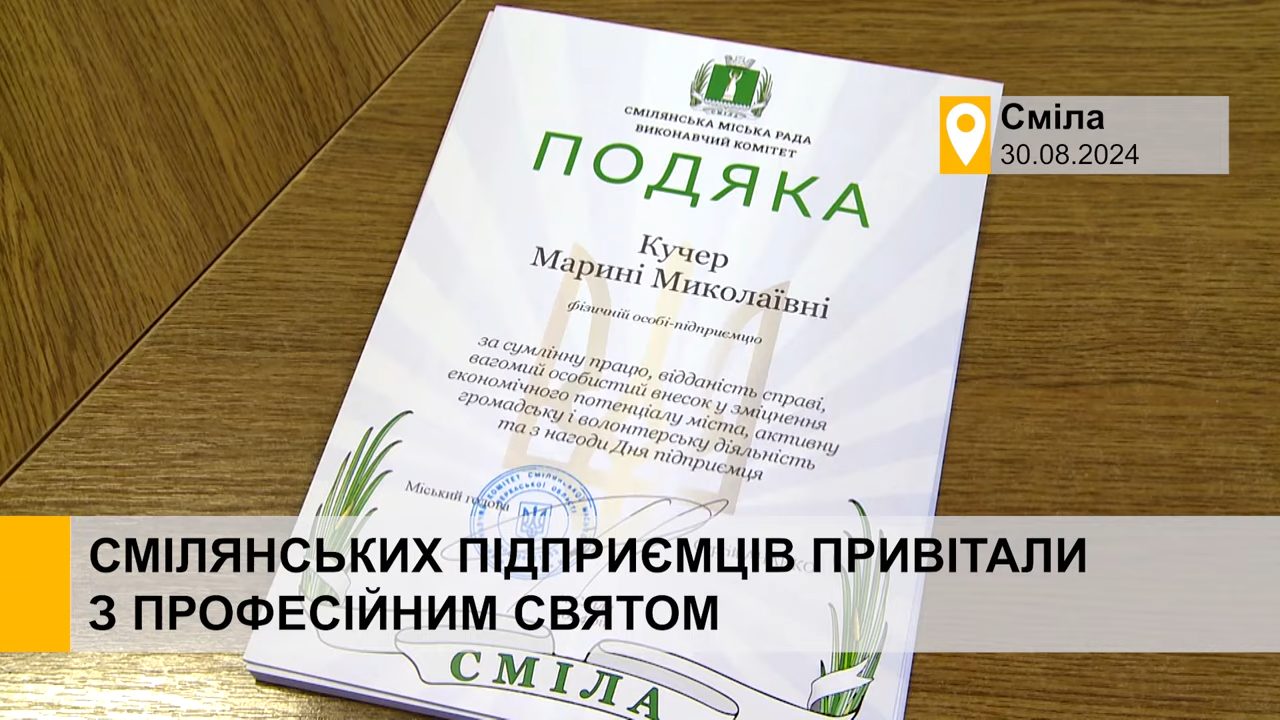 СМІЛЯНСЬКА МІСЬКА РАДА
ВИКОНАВЧИЙ КОМІТЕТ
ПОДЯКА
Кучер
Марині Миколаївні
фізичній особі-підприємцю
за сумлінну працю, відданість справі,
вагомий особистий внесок у зміцнення
економічного потенціалу міста, активну
громадську і волонтерську діяльність
та з нагоди Дня підприємця
Міський голова
СМІЛА
Сміла
30.08.2024
СМІЛЯНСЬКИХ ПІДПРИЄМЦІВ ПРИВІТАЛИ
З ПРОФЕСІЙНИМ СВЯТОМ